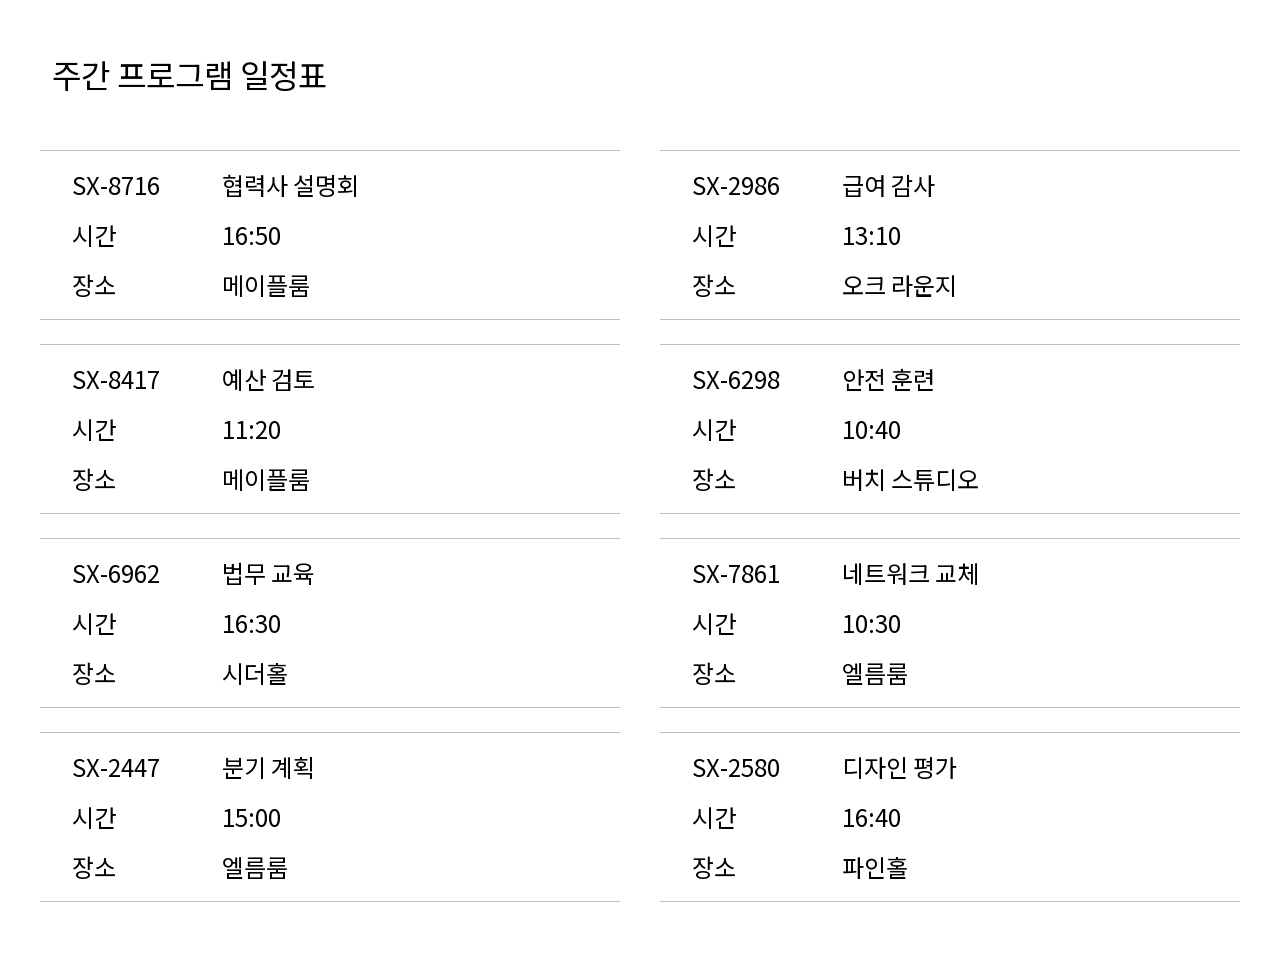 주간 프로그램 일정표
SX-8716 협력사 설명회
시간 16:50
장소 메이플룸
SX-2986 급여 감사
시간 13:10
장소 오크 라운지
SX-8417 예산 검토
시간 11:20
장소 메이플룸
SX-6298 안전 훈련
시간 10:40
장소 버치 스튜디오
SX-6962 법무 교육
시간 16:30
장소 시더홀
SX-7861 네트워크 교체
시간 10:30
장소 엘름룸
SX-2447 분기 계획
시간 15:00
장소 엘름룸
SX-2580 디자인 평가
시간 16:40
장소 파인홀